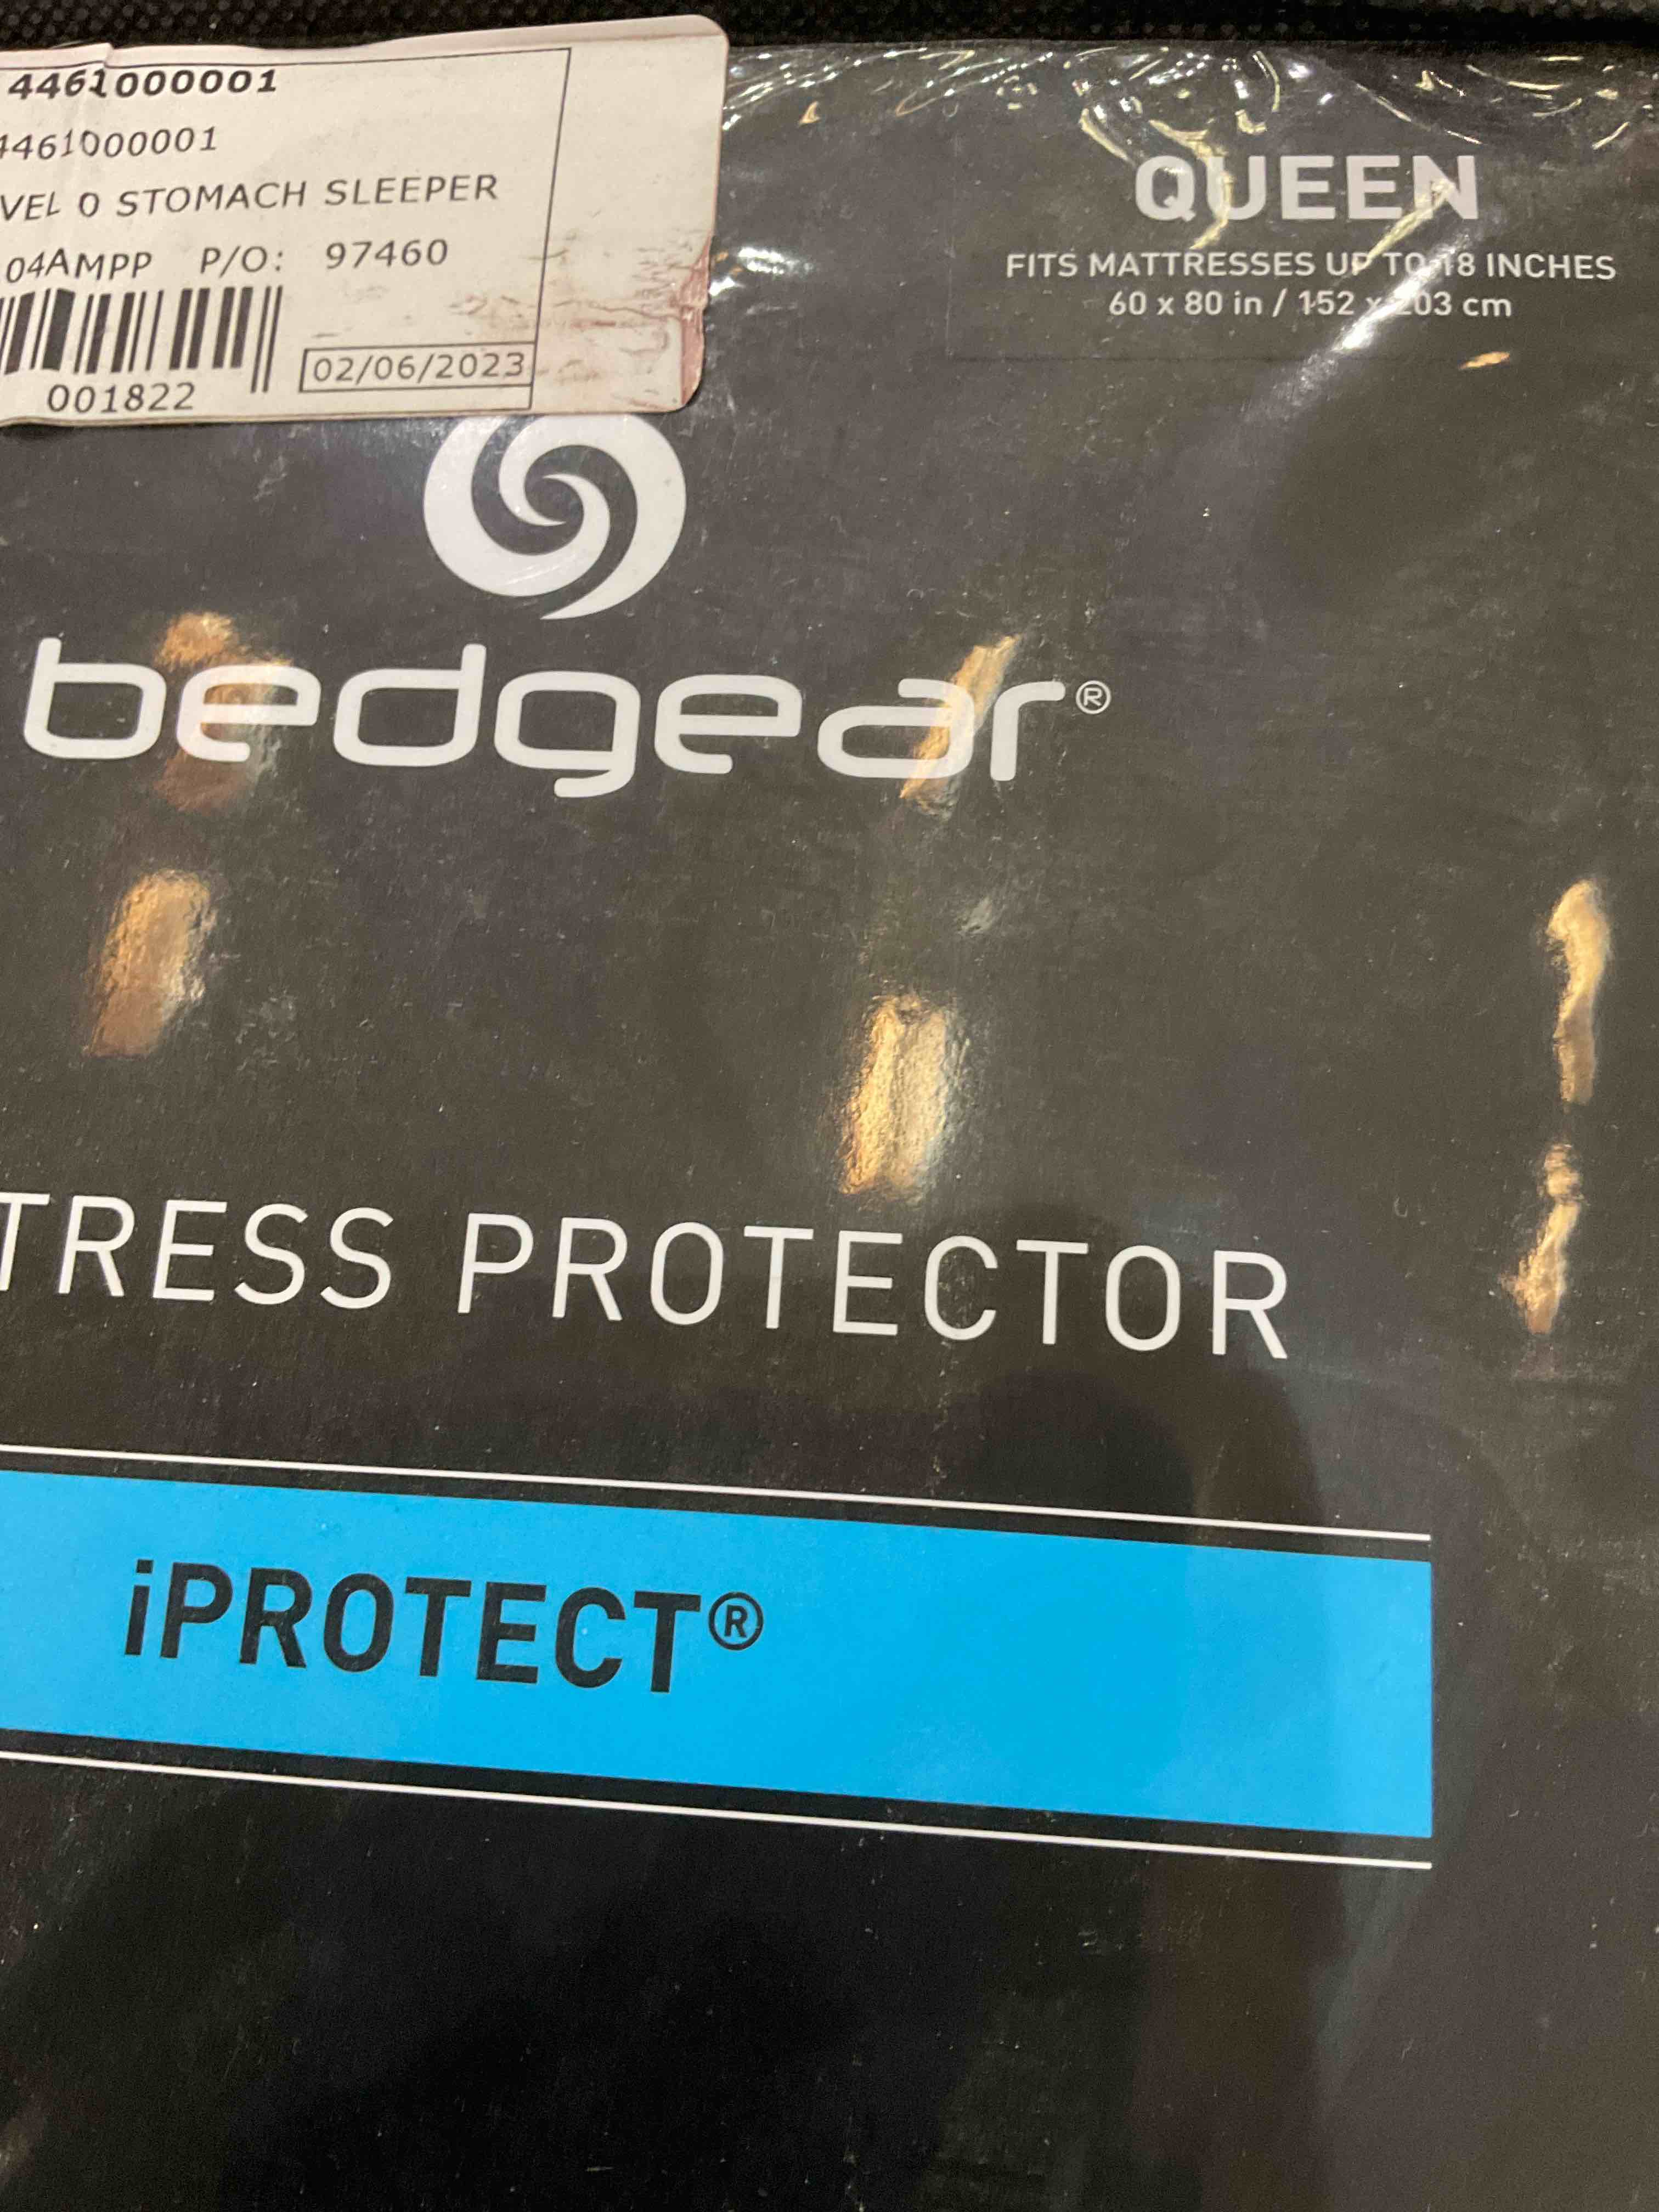 4461000001
4461000001
VEL 0 STOMACH SLEEPER
04AMPP P/O: 97460
001822
02/06/2023
QUEEN
FITS MATTRESSES UP TO 18 INCHES
60 x 80 in / 152 x 203 cm
bedgear®
TRESS PROTECTOR
iPROTECT®